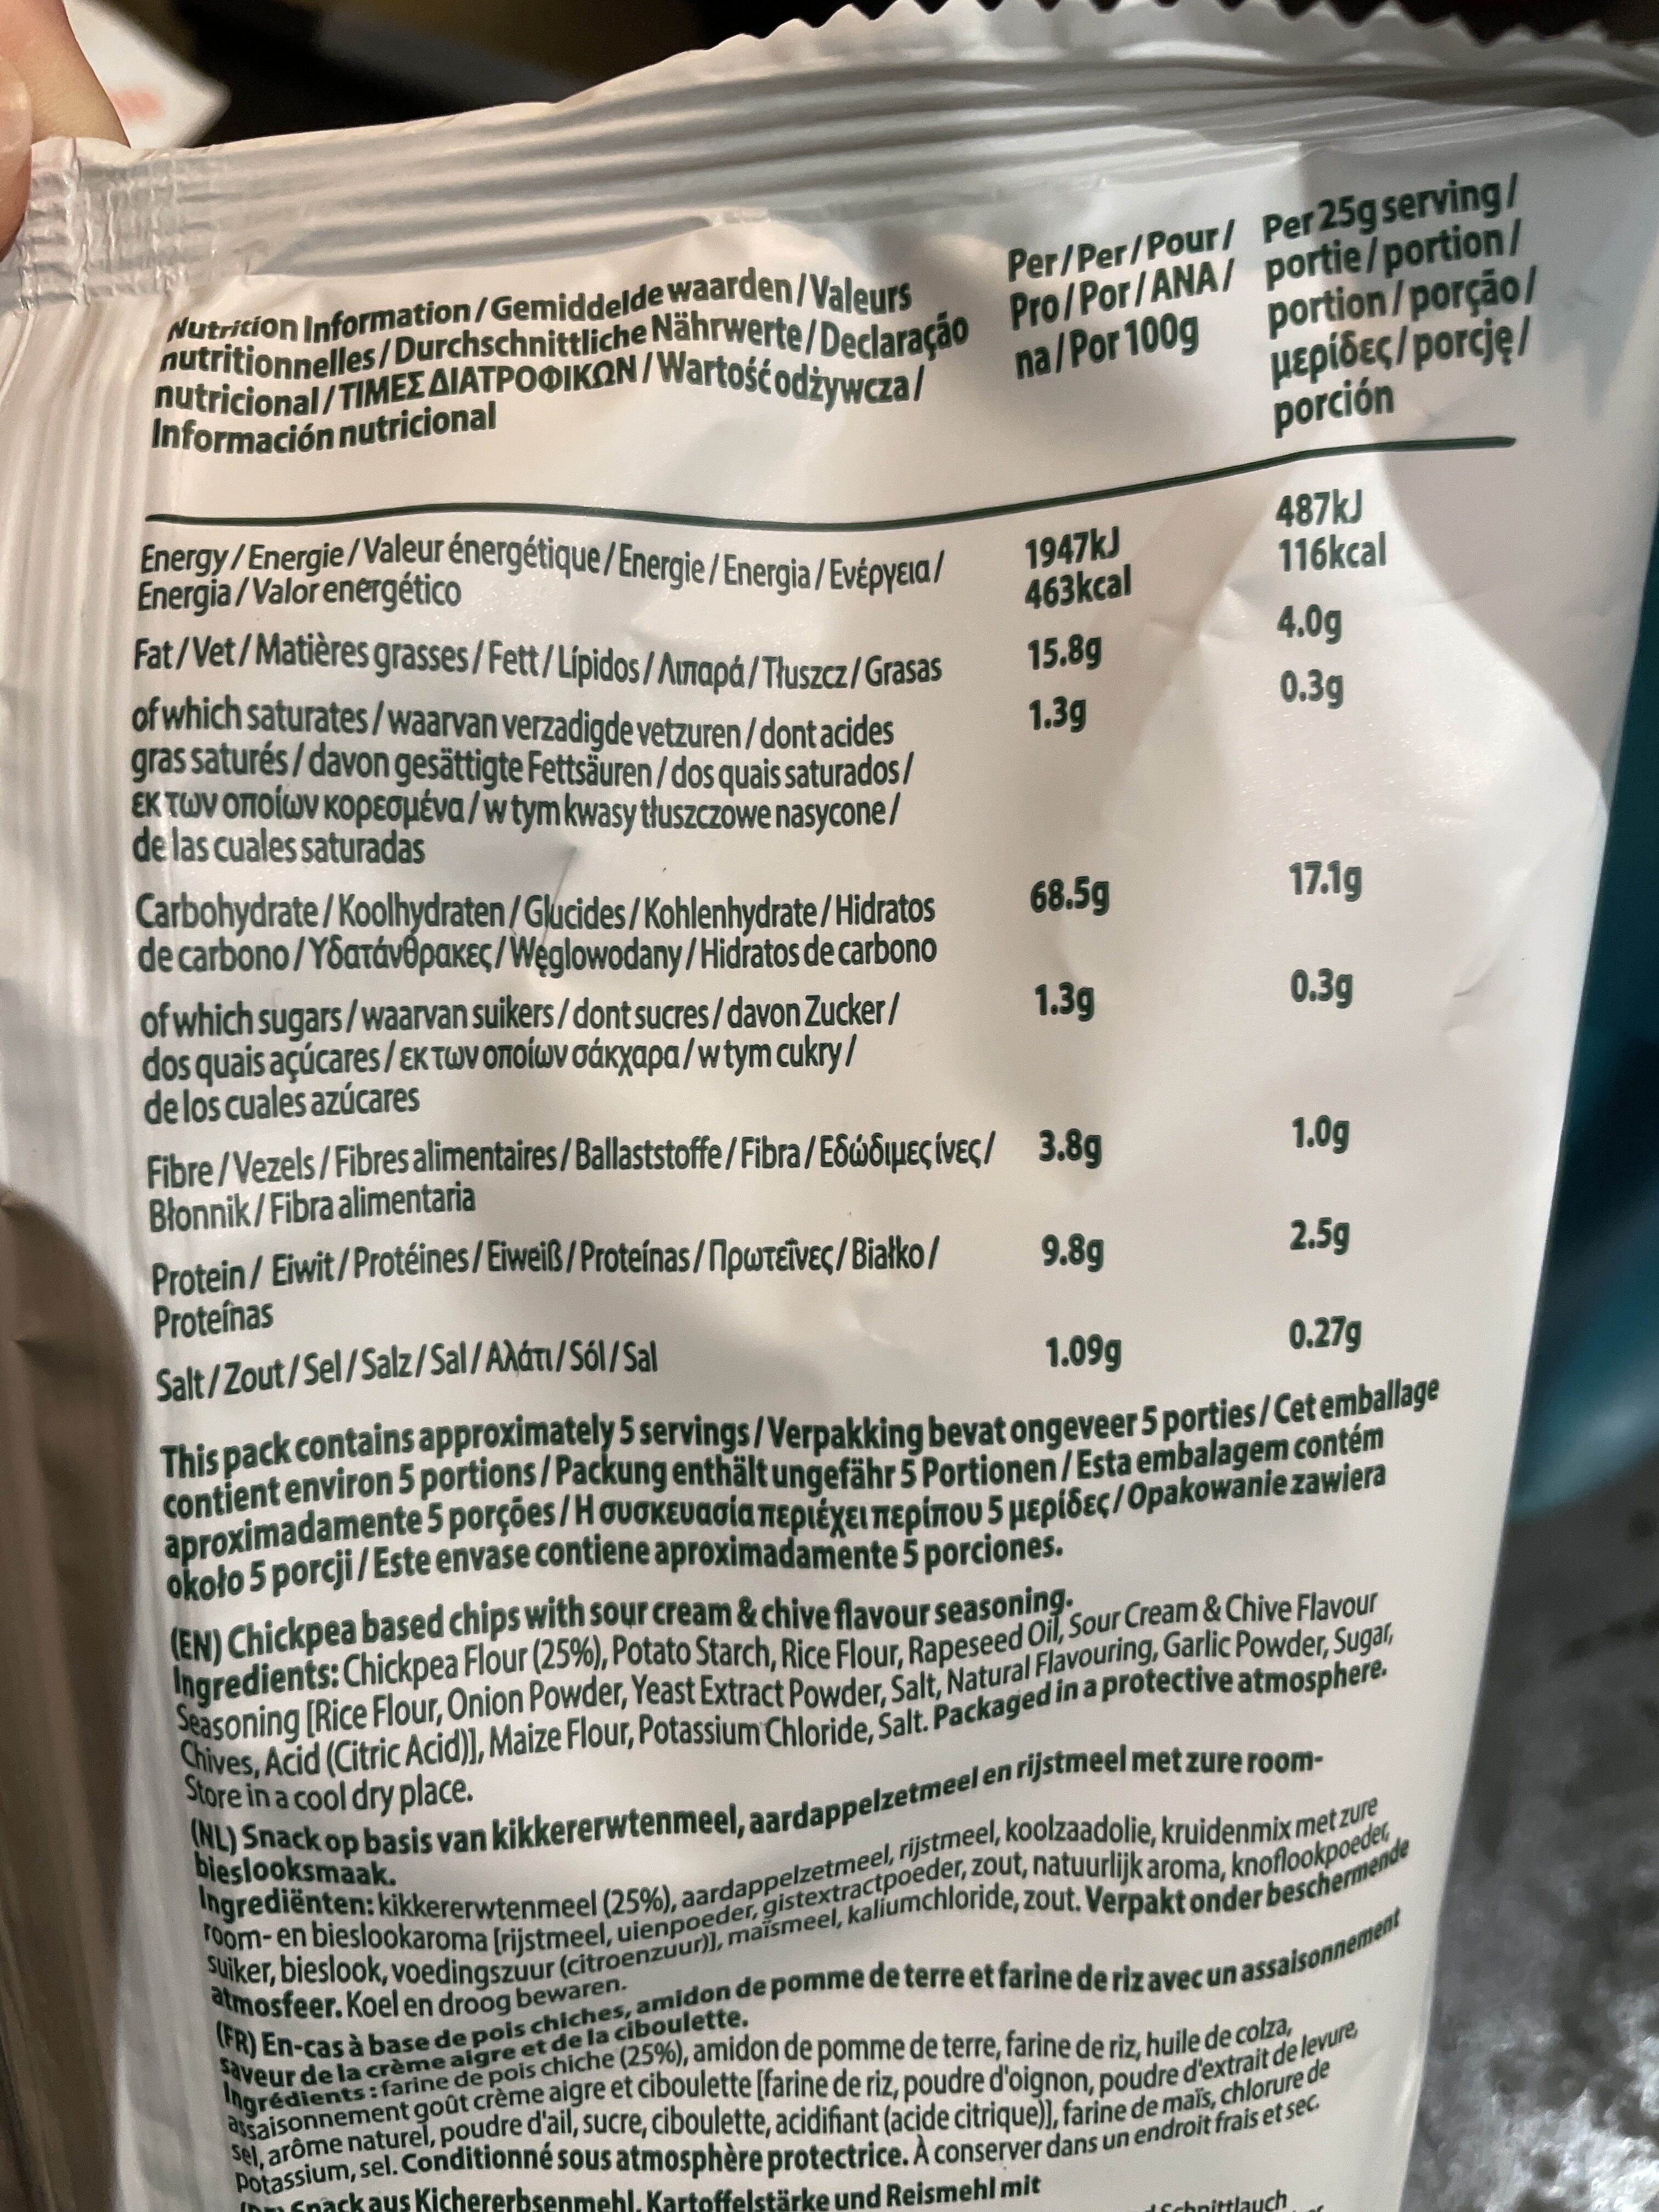 Nutrition Information / Gemiddelde waarden / Valeurs
nutritionnelles / Durchschnittliche Nährwerte / Declaração
nutricional / ΤΙΜΕΣ ΔΙΑΤΡΟΦΙΚΩΝ / Wartość odżywcza /
Información nutricional
Per / Per / Pour /
Pro / Por / ANA /
na / Por 100g
Per 25g serving /
portie / portion /
portion / porção /
μερίδες / porcję /
porción
Energy / Energie / Valeur énergétique / Energie / Energia / Ενέργεια /
Energia / Valor energético
1947kJ
463kcal
487kJ
116kcal
Fat / Vet / Matières grasses / Fett / Lípidos / Λιπαρά / Tłuszcz / Grasas 15.8g 4.0g
of which saturates / waarvan verzadigde vetzuren / dont acides 1.3g 0.3g
gras saturés / davon gesättigte Fettsäuren / dos quais saturados /
εκ των οποίων κορεσμένα / w tym kwasy tłuszczowe nasycone /
de las cuales saturadas
Carbohydrate / Koolhydraten / Glucides / Kohlenhydrate / Hidratos 68.5g 17.1g
de carbono / Υδατάνθρακες / Węglowodany / Hidratos de carbono
of which sugars / waarvan suikers / dont sucres / davon Zucker / 1.3g 0.3g
dos quais açúcares / εκ των οποίων σάκχαρα / w tym cukry /
de los cuales azúcares
Fibre / Vezels / Fibres alimentaires / Ballaststoffe / Fibra / Εδώδιμες ίνες / 3.8g 1.0g
Błonnik / Fibra alimentaria
Protein / Eiwit / Protéines / Eiweiß / Proteínas / Πρωτεΐνες / Białko / 9.8g 2.5g
Proteínas
Salt / Zout / Sel / Salz / Sal / Αλάτι / Sól / Sal 1.09g 0.27g
This pack contains approximately 5 servings / Verpakking bevat ongeveer 5 porties / Cet emballage
contient environ 5 portions / Packung enthält ungefähr 5 Portionen / Esta embalagem contém
aproximadamente 5 porções / Η συσκευασία περιέχει περίπου 5 μερίδες / Opakowanie zawiera
około 5 porcji / Este envase contiene aproximadamente 5 porciones.
(EN) Chickpea based chips with sour cream & chive flavour seasoning.
Ingredients: Chickpea Flour (25%), Potato Starch, Rice Flour, Rapeseed Oil, Sour Cream & Chive Flavour
Seasoning [Rice Flour, Onion Powder, Yeast Extract Powder, Salt, Natural Flavouring, Garlic Powder, Sugar,
Chives, Acid (Citric Acid)], Maize Flour, Potassium Chloride, Salt. Packaged in a protective atmosphere.
Store in a cool dry place.
(NL) Snack op basis van kikkererwtenmeel, aardappelzetmeel en rijstmeel met zure room-
bieslooksmaak.
Ingrediënten: kikkererwtenmeel (25%), aardappelzetmeel, rijstmeel, koolzaadolie, kruidenmix met zure
room- en bieslookaroma [rijstmeel, uienpoeder, gistextractpoeder, zout, natuurlijk aroma, knoflookpoeder,
suiker, bieslook, voedingszuur (citroenzuur)], maïsmeel, kaliumchloride, zout. Verpakt onder beschermende
atmosfeer. Koel en droog bewaren.
(FR) En-cas à base de pois chiches, amidon de pomme de terre et farine de riz avec un assaisonnement
saveur de la crème aigre et de la ciboulette.
Ingrédients : farine de pois chiche (25%), amidon de pomme de terre, farine de riz, huile de colza,
assaisonnement goût crème aigre et ciboulette [farine de riz, poudre d'oignon, poudre d'extrait de levure,
sel, arôme naturel, poudre d'ail, sucre, ciboulette, acidifiant (acide citrique)], farine de maïs, chlorure de
potassium, sel. Conditionné sous atmosphère protectrice. À conserver dans un endroit frais et sec.
Snack aus Kichererbsenmehl, Kartoffelstärke und Reismehl mit
Schnittlauch